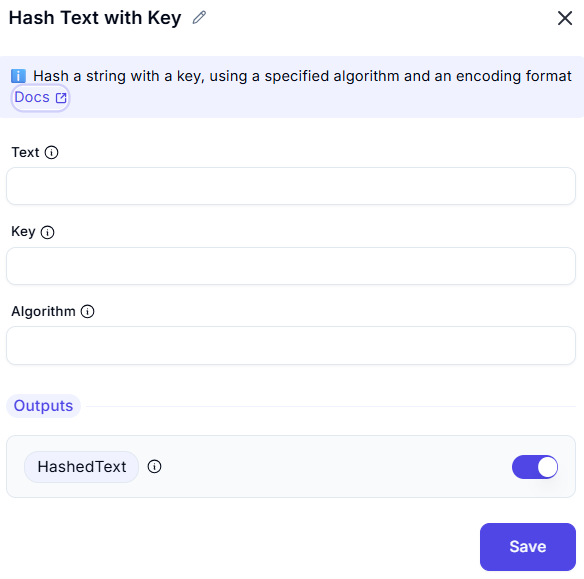 Hash Text with Key
Hash a string with a key, using a specified algorithm and an encoding format
Docs
Text
Key
Algorithm
Outputs
HashedText
Save